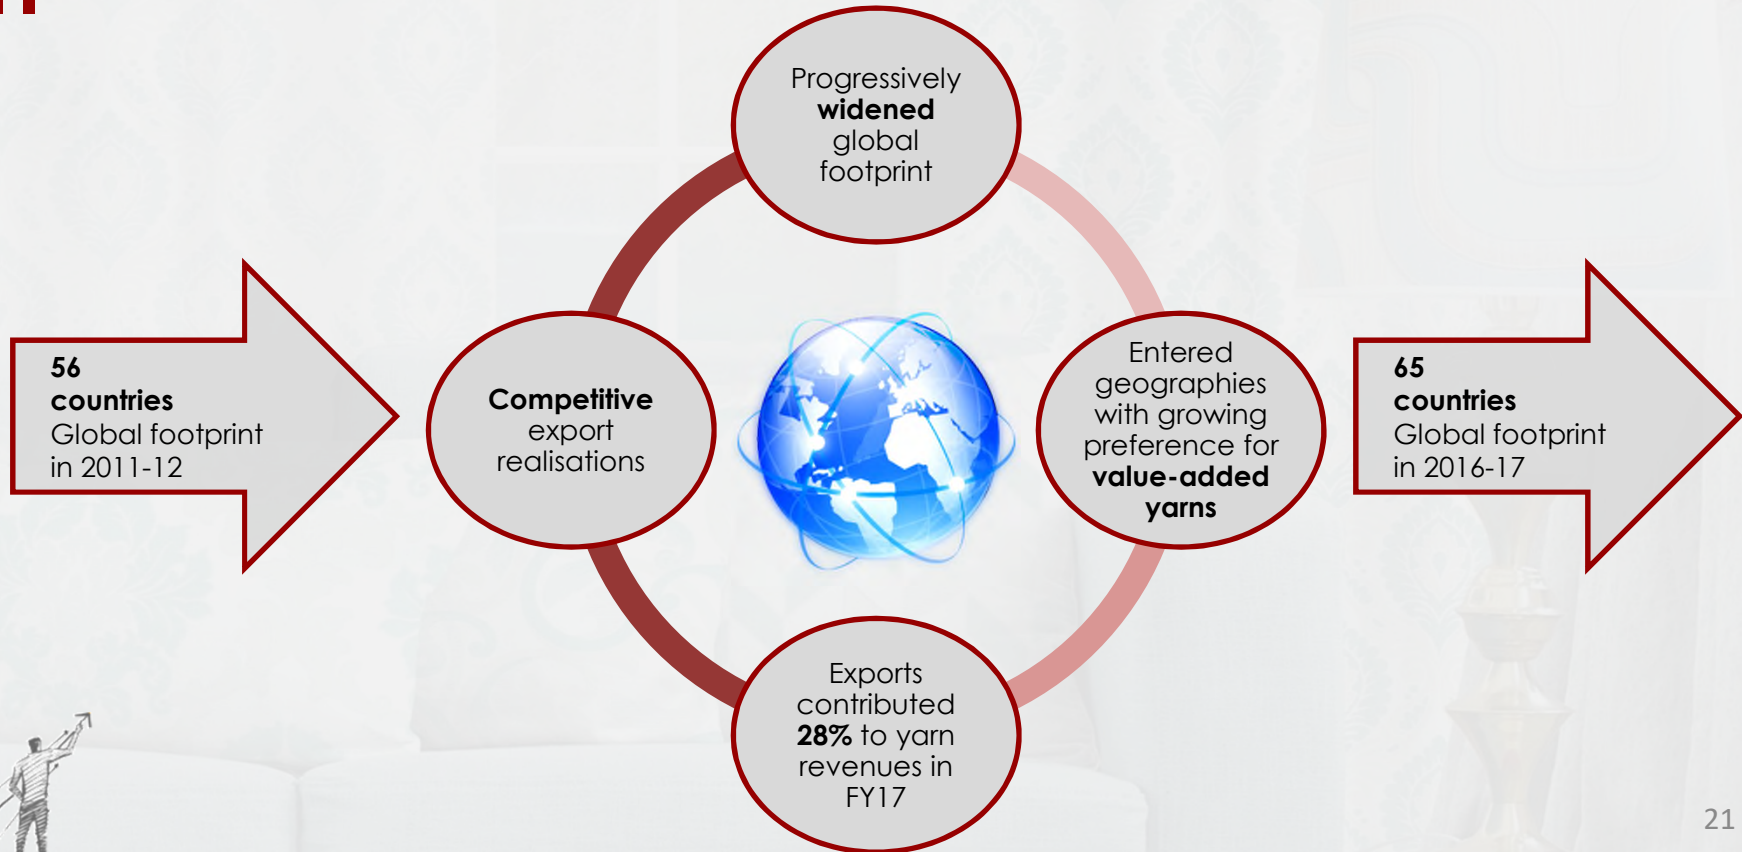 Progressively
widened
global
footprint
56
countries
Global footprint
in 2011-12
Competitive
export
realisations
Entered
geographies
with growing
preference for
value-added
yarns
65
countries
Global footprint
in 2016-17
Exports
contributed
28% to yarn
revenues in
FY17
21